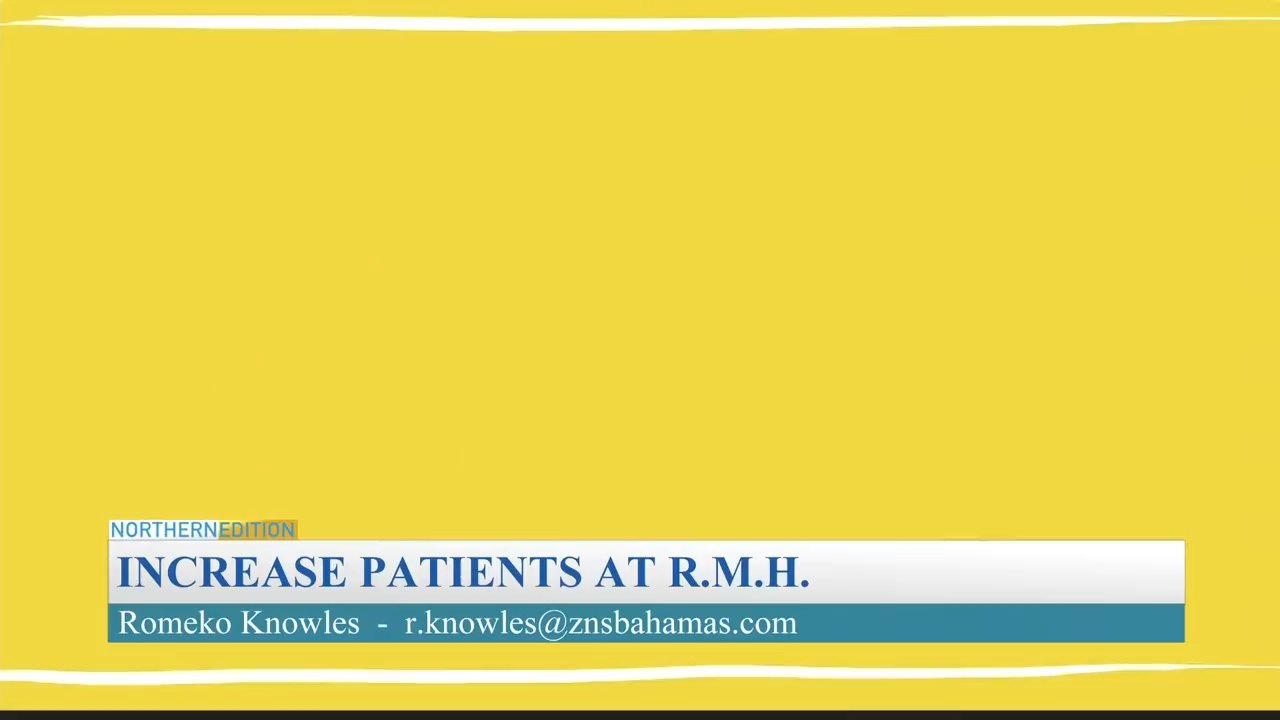 NORTHERNEDITION
INCREASE PATIENTS AT R.M.H.
Romeko Knowles - r.knowles@znsbahamas.com